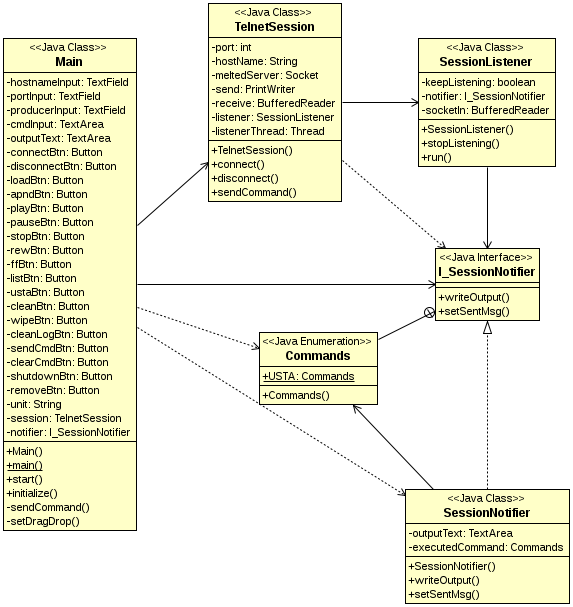 <<Java Class>>
Main
-hostnameInput: TextField
-portInput: TextField
-producerInput: TextField
-cmdInput: TextArea
-outputText: TextArea
-connectBtn: Button
-disconnectBtn: Button
-loadBtn: Button
-apndBtn: Button
-playBtn: Button
-pauseBtn: Button
-stopBtn: Button
-rewBtn: Button
-ffBtn: Button
-listBtn: Button
-ustaBtn: Button
-cleanBtn: Button
-wipeBtn: Button
-cleanLogBtn: Button
-sendCmdBtn: Button
-clearCmdBtn: Button
-shutdownBtn: Button
-removeBtn: Button
-unit: String
-session: TelnetSession
-notifier: I_SessionNotifier
+Main()
+main()
+start()
+initialize()
-sendCommand()
-setDragDrop()
<<Java Class>>
TelnetSession
-port: int
-hostName: String
-meltedServer: Socket
-send: PrintWriter
-receive: BufferedReader
-listener: SessionListener
-listenerThread: Thread
+TelnetSession()
+connect()
+disconnect()
+sendCommand()
<<Java Class>>
SessionListener
-keepListening: boolean
-notifier: I_SessionNotifier
-socketIn: BufferedReader
+SessionListener()
+stopListening()
+run()
<<Java Interface>>
I_SessionNotifier
+writeOutput()
+setSentMsg()
<<Java Enumeration>>
Commands
+USTA: Commands
+Commands()
<<Java Class>>
SessionNotifier
-outputText: TextArea
-executedCommand: Commands
+SessionNotifier()
+writeOutput()
+setSentMsg()